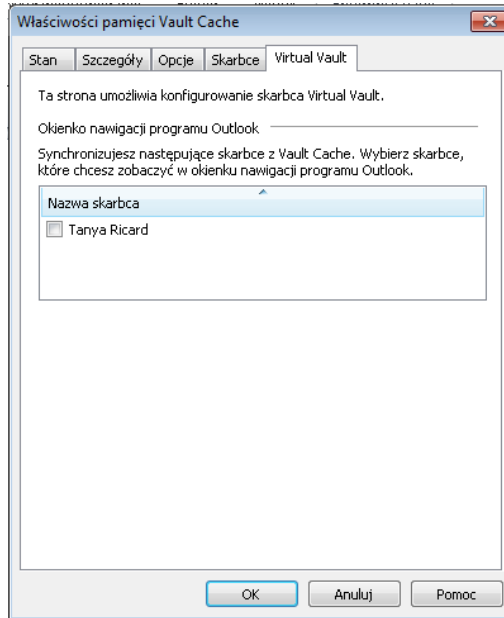 Właściwości pamięci Vault Cache
Stan Szczegóły Opcje Skarbce Virtual Vault
Ta strona umożliwia konfigurowanie skarbca Virtual Vault.
Okienko nawigacji programu Outlook
Synchronizujesz następujące skarbce z Vault Cache. Wybierz skarbce,
które chcesz zobaczyć w okienku nawigacji programu Outlook.
Nazwa skarbca
Tanya Ricard
OK Anuluj Pomoc